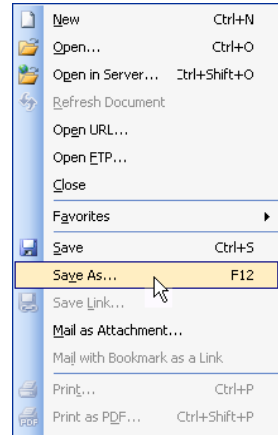 New Ctrl+N
Open... Ctrl+O
Open in Server... Ctrl+Shift+O
Refresh Document
Open URL...
Open FTP...
Close
Favorites
Save Ctrl+S
Save As... F12
Save Link...
Mail as Attachment...
Mail with Bookmark as a Link
Print... Ctrl+P
Print as PDF... Ctrl+Shift+P